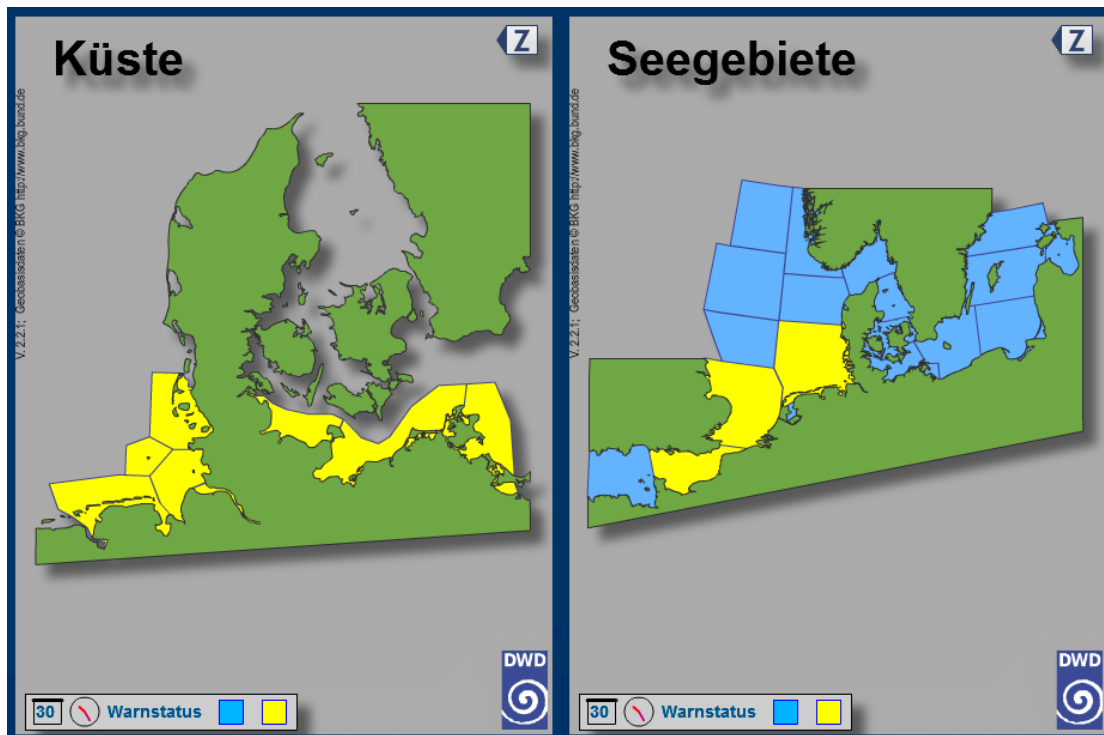 Küste
Z
V. 2.2.1; Geobasisdaten © BKG http://www.bkg.bund.de
DWD
30 Warnstatus
Seegebiete
Z
V. 2.2.1; Geobasisdaten © BKG http://www.bkg.bund.de
DWD
30 Warnstatus